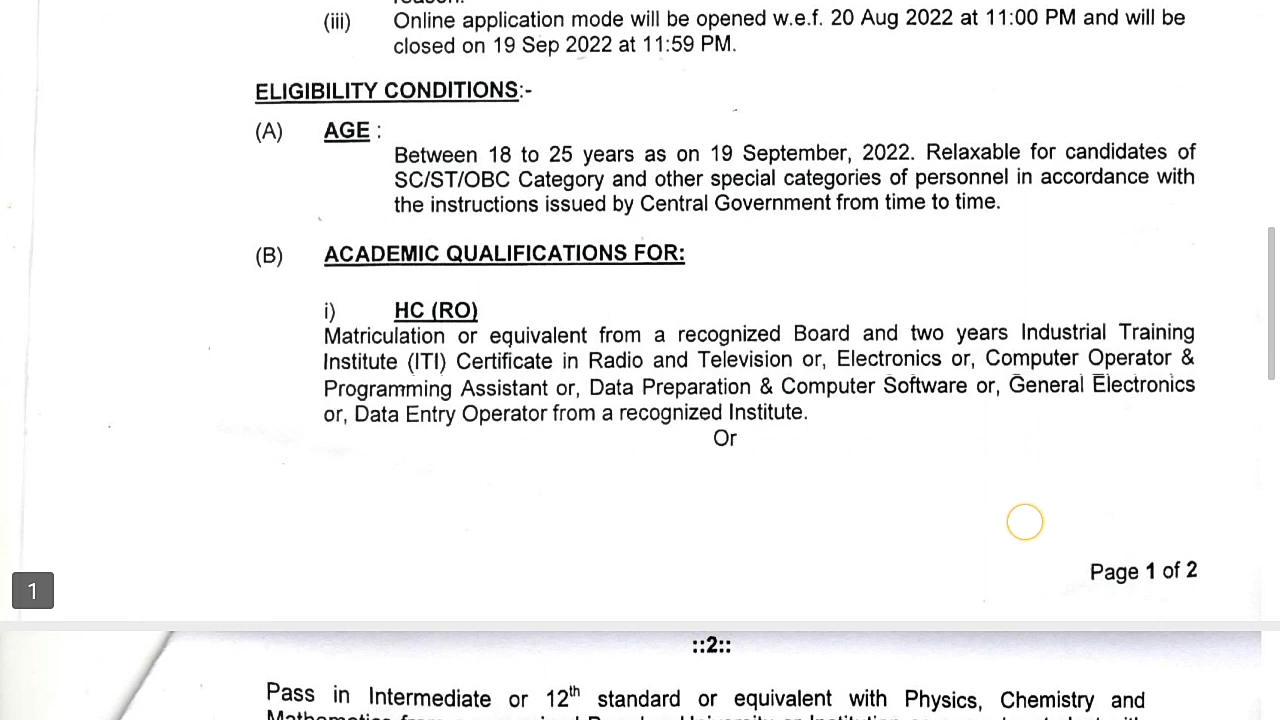 reason.
(iii) Online application mode will be opened w.e.f. 20 Aug 2022 at 11:00 PM and will be
closed on 19 Sep 2022 at 11:59 PM.
ELIGIBILITY CONDITIONS:-
(A) AGE :
Between 18 to 25 years as on 19 September, 2022. Relaxable for candidates of
SC/ST/OBC Category and other special categories of personnel in accordance with
the instructions issued by Central Government from time to time.
(B) ACADEMIC QUALIFICATIONS FOR:
i) HC (RO)
Matriculation or equivalent from a recognized Board and two years Industrial Training
Institute (ITI) Certificate in Radio and Television or, Electronics or, Computer Operator &
Programming Assistant or, Data Preparation & Computer Software or, General Electronics
or, Data Entry Operator from a recognized Institute.
Or
Page 1 of 2
1
::2::
Pass in Intermediate or 12th standard or equivalent with Physics, Chemistry and
Mathematics from a recognized Board